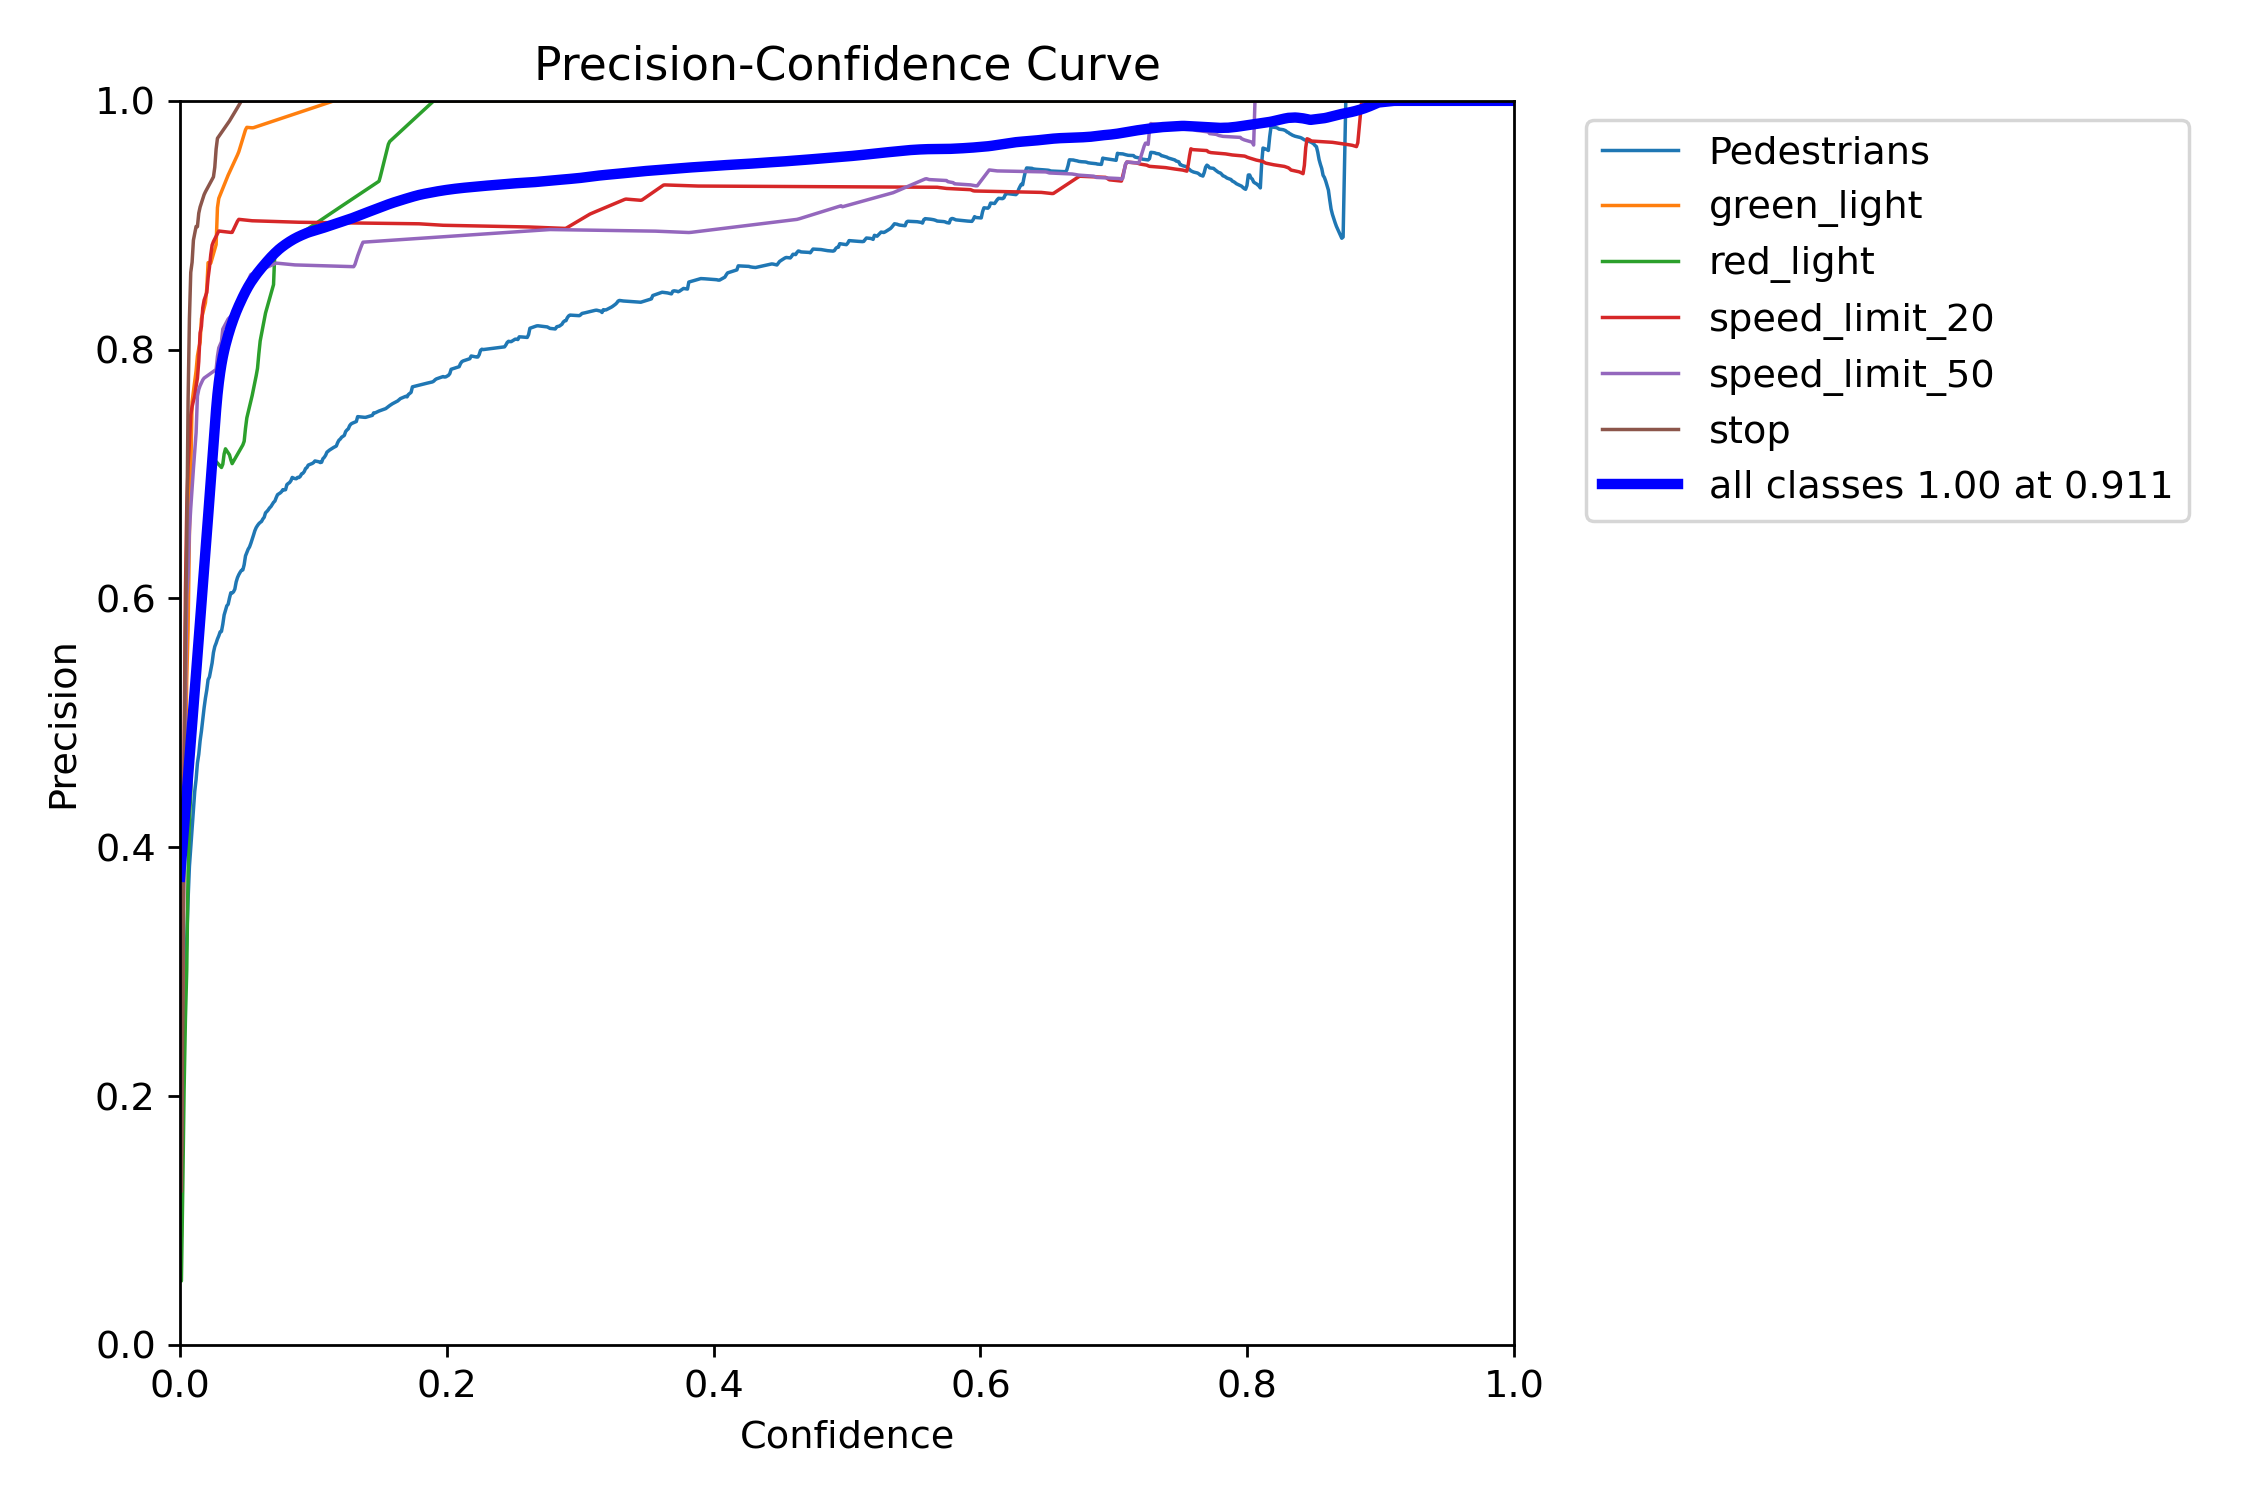 Precision-Confidence Curve
1.0
0.8
0.6
0.4
0.2
0.0
Precision
0.0 0.2 0.4 0.6 0.8 1.0
Confidence
Pedestrians
green_light
red_light
speed_limit_20
speed_limit_50
stop
all classes 1.00 at 0.911